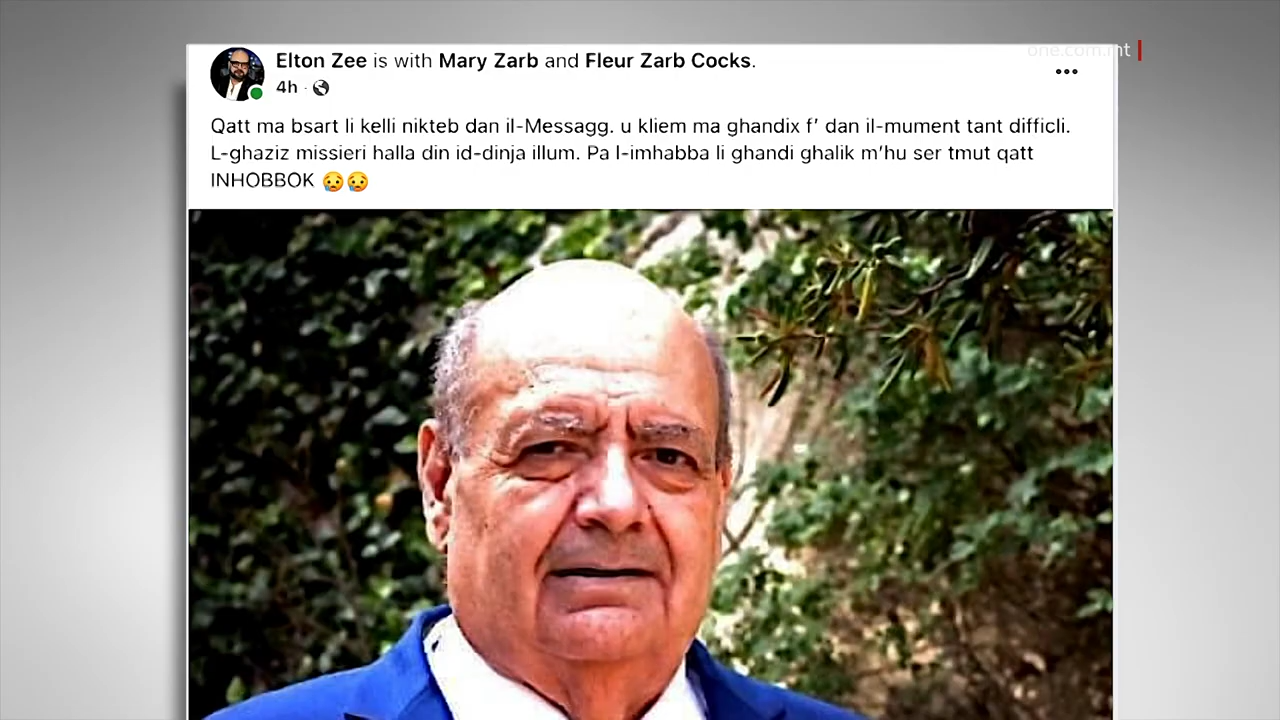 one.com.mt
Elton Zee is with Mary Zarb and Fleur Zarb Cocks.
4h ·
Qatt ma bsart li kelli nikteb dan il-Messagg. u kliem ma ghandix f’ dan il-mument tant difficli.
L-ghaziz missieri halla din id-dinja illum. Pa l-imhabba li ghandi ghalik m’hu ser tmut qatt
INHOBBOK 😥😥